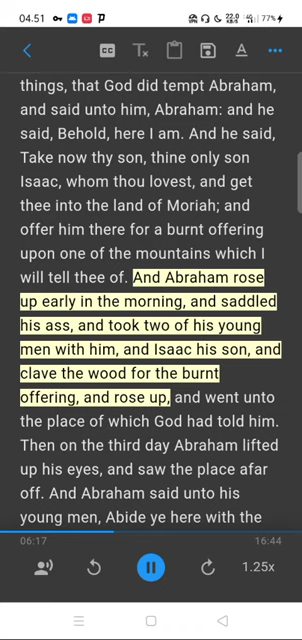 04.51
22.0
KB/S
4G
77%
CC
A
things, that God did tempt Abraham,
and said unto him, Abraham: and he
said, Behold, here I am. And he said,
Take now thy son, thine only son
Isaac, whom thou lovest, and get
thee into the land of Moriah; and
offer him there for a burnt offering
upon one of the mountains which I
will tell thee of. And Abraham rose
up early in the morning, and saddled
his ass, and took two of his young
men with him, and Isaac his son, and
clave the wood for the burnt
offering, and rose up, and went unto
the place of which God had told him.
Then on the third day Abraham lifted
up his eyes, and saw the place afar
off. And Abraham said unto his
young men, Abide ye here with the
06:17 16:44
1.25x